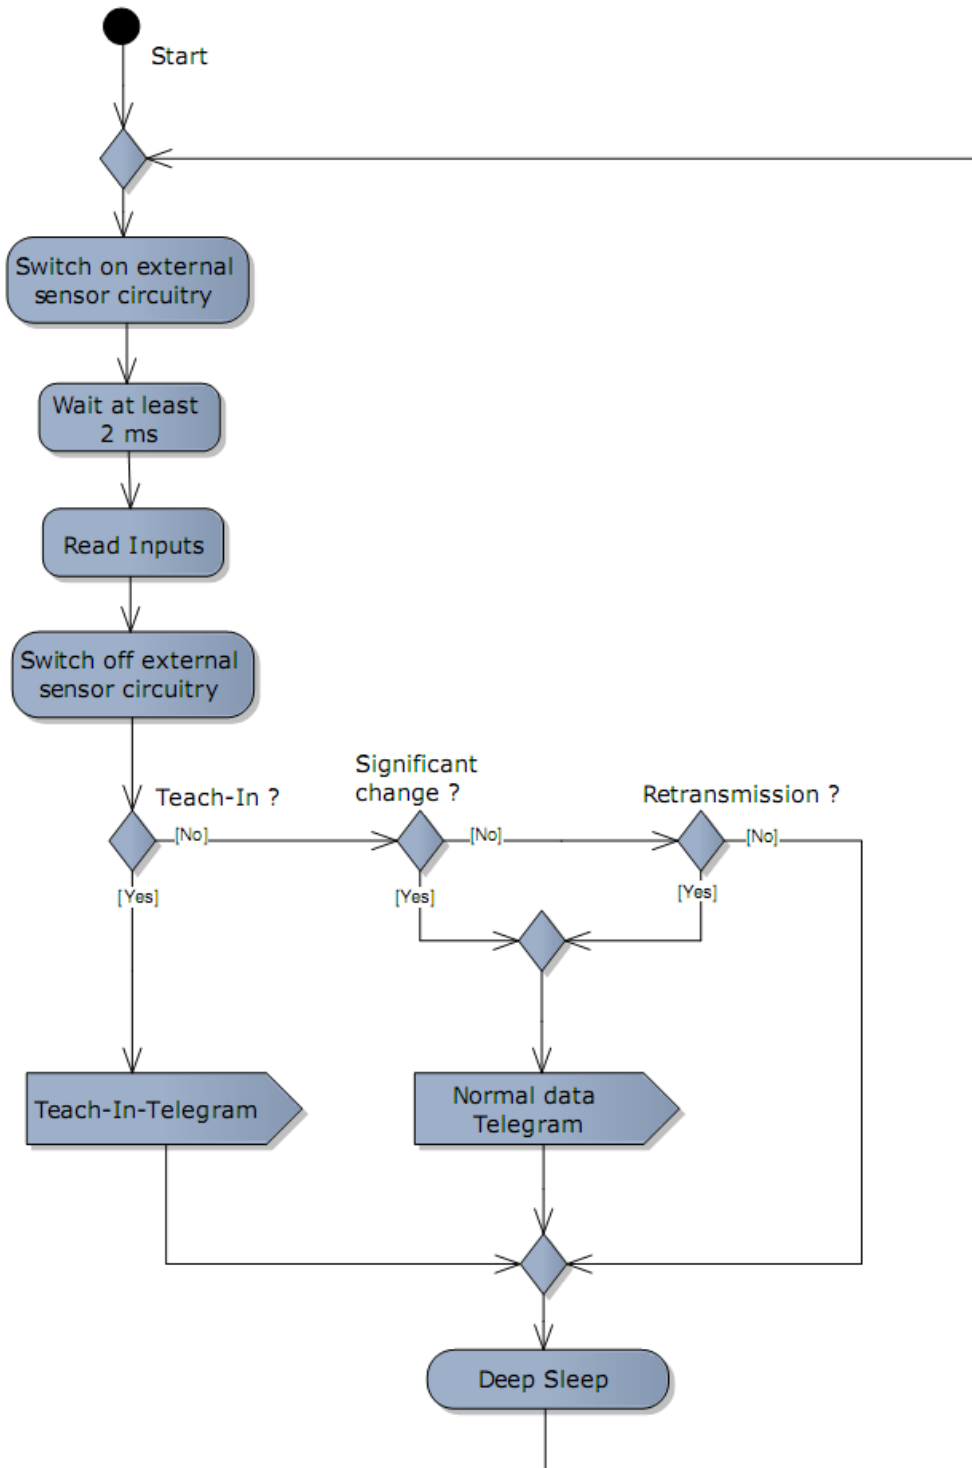 Start
Switch on external
sensor circuitry
Wait at least
2 ms
Read Inputs
Switch off external
sensor circuitry
Teach-In ?
Significant
change ?
Retransmission ?
[No]
[No]
[No]
[Yes]
[Yes]
[Yes]
Teach-In-Telegram
Normal data
Telegram
Deep Sleep